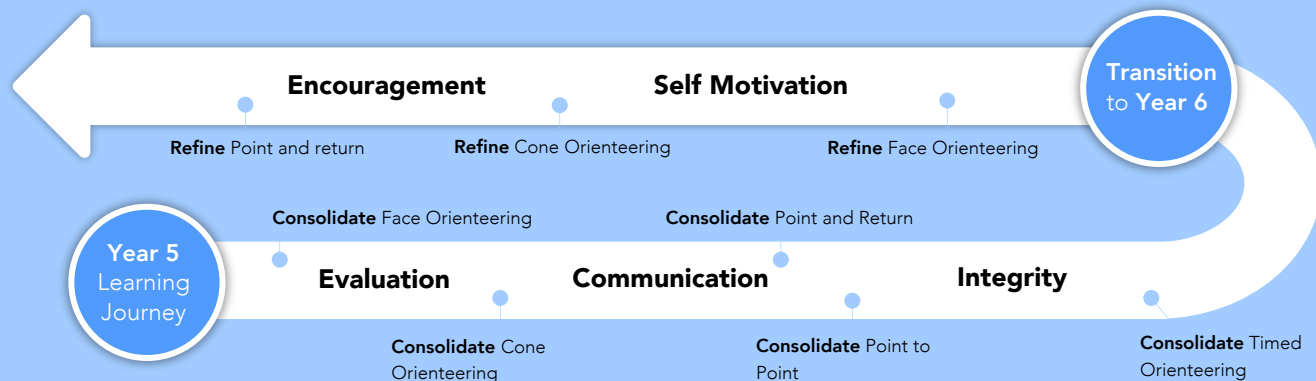 Encouragement
Self Motivation
Transition
to Year 6
Refine Point and return
Refine Cone Orienteering
Refine Face Orienteering
Consolidate Face Orienteering
Consolidate Point and Return
Year 5
Learning
Journey
Evaluation
Communication
Integrity
Consolidate Cone
Orienteering
Consolidate Point to
Point
Consolidate Timed
Orienteering